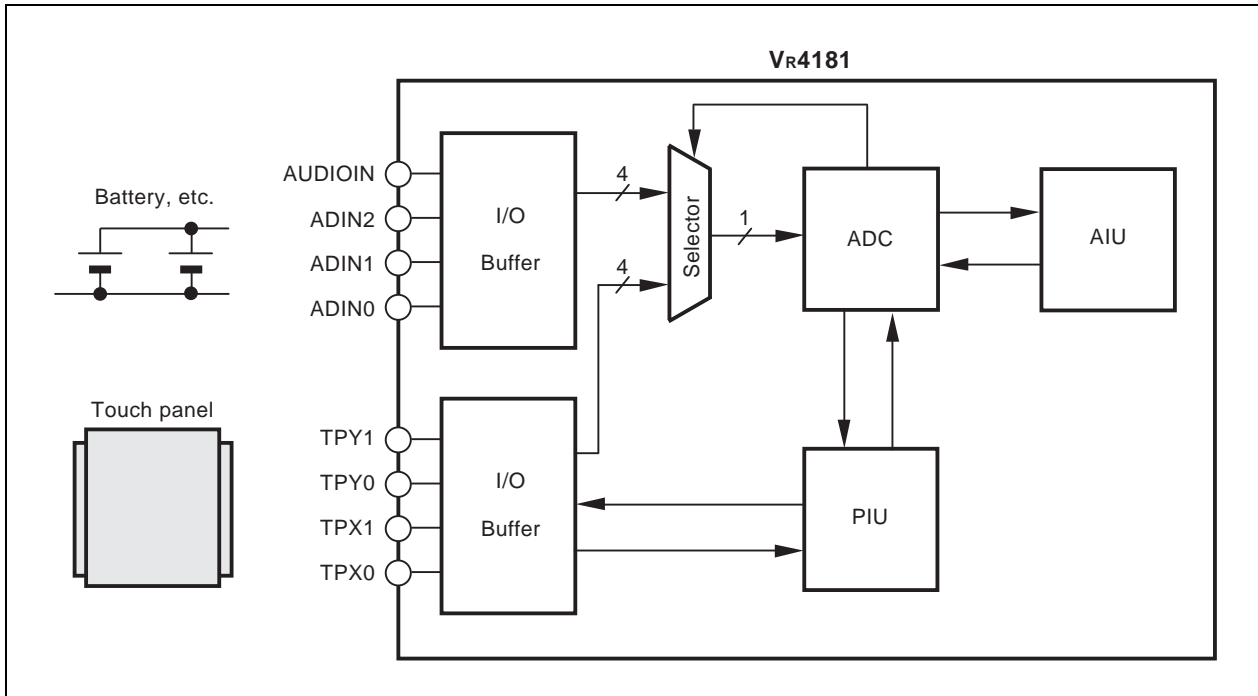 VR4181
AUDIOIN
ADIN2
ADIN1
ADIN0
Battery, etc.
I/O
Buffer
4
4
Selector
1
ADC
AIU
Touch panel
TPY1
TPY0
TPX1
TPX0
I/O
Buffer
PIU